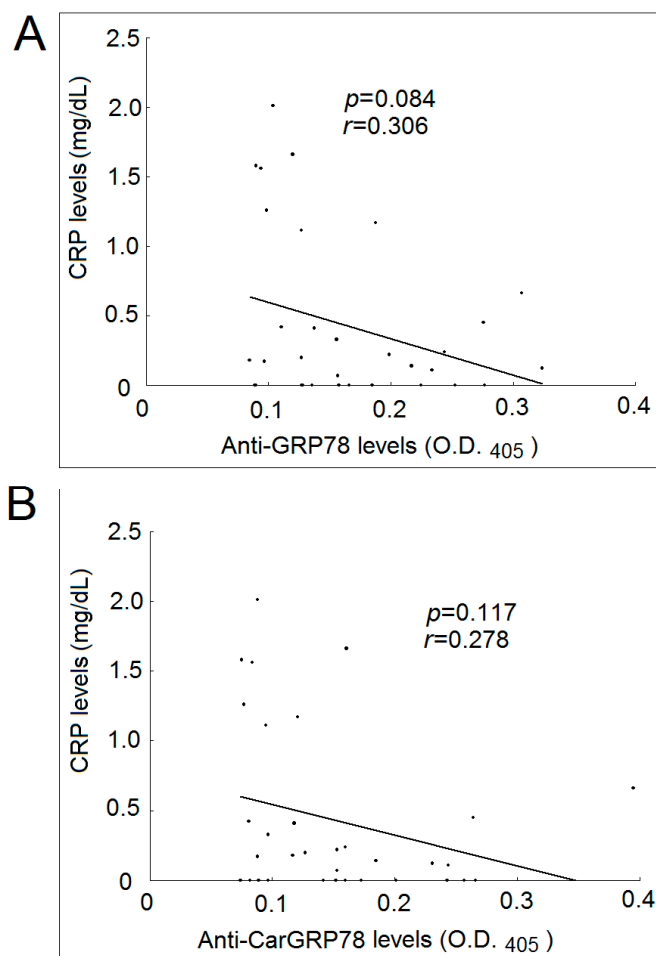 A
2.5
2.0
1.5
1.0
0.5
0
CRP levels (mg/dL)
p=0.084
r=0.306
0 0.1 0.2 0.3 0.4
Anti-GRP78 levels (O.D. 405 )
B
2.5
2.0
1.5
1.0
0.5
0
CRP levels (mg/dL)
p=0.117
r=0.278
0 0.1 0.2 0.3 0.4
Anti-CarGRP78 levels (O.D. 405 )